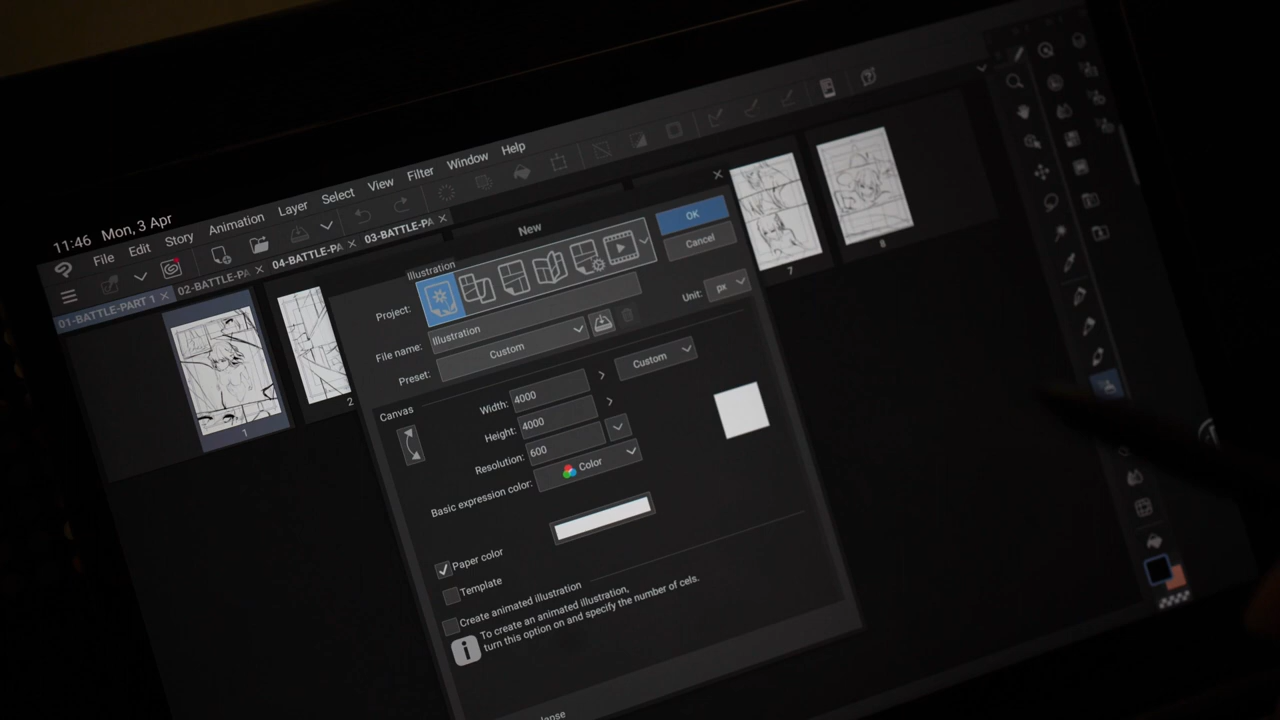 11:46 Mon, 3 Apr
File Edit Story Animation Layer Select View Filter Window Help
01-BATTLE-PART 1 02-BATTLE-PA 04-BATTLE-PA 03-BATTLE-PA
New
Illustration
Project:
OK
Cancel
File name: Illustration
Unit: px
Preset: Custom
Canvas
Width: 4000
Custom
Height: 4000
Resolution: 600
Basic expression color: Color
Paper color
Template
Create animated illustration
To create an animated illustration,
turn this option on and specify the number of cels.
lapse
1
2
7
8